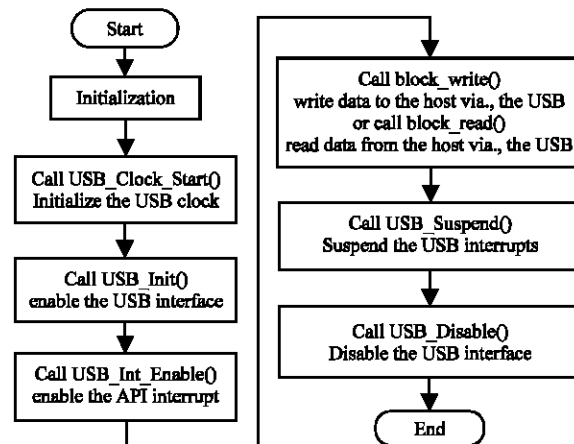 Start
Initialization
Call USB_Clock_Start()
Initialize the USB clock
Call USB_Init()
enable the USB interface
Call USB_Int_Enable()
enable the API interrupt
Call block_write()
write data to the host via., the USB
or call block_read()
read data from the host via., the USB
Call USB_Suspend()
Suspend the USB interrupts
Call USB_Disable()
Disable the USB interface
End